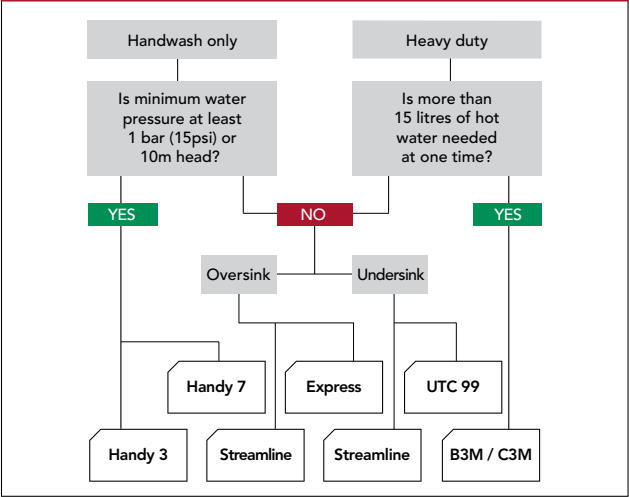 Handwash only
Heavy duty
Is minimum water
pressure at least
1 bar (15psi) or
10m head?
Is more than
15 litres of hot
water needed
at one time?
YES
NO
YES
Oversink
Undersink
Handy 7
Express
UTC 99
Handy 3
Streamline
Streamline
B3M / C3M